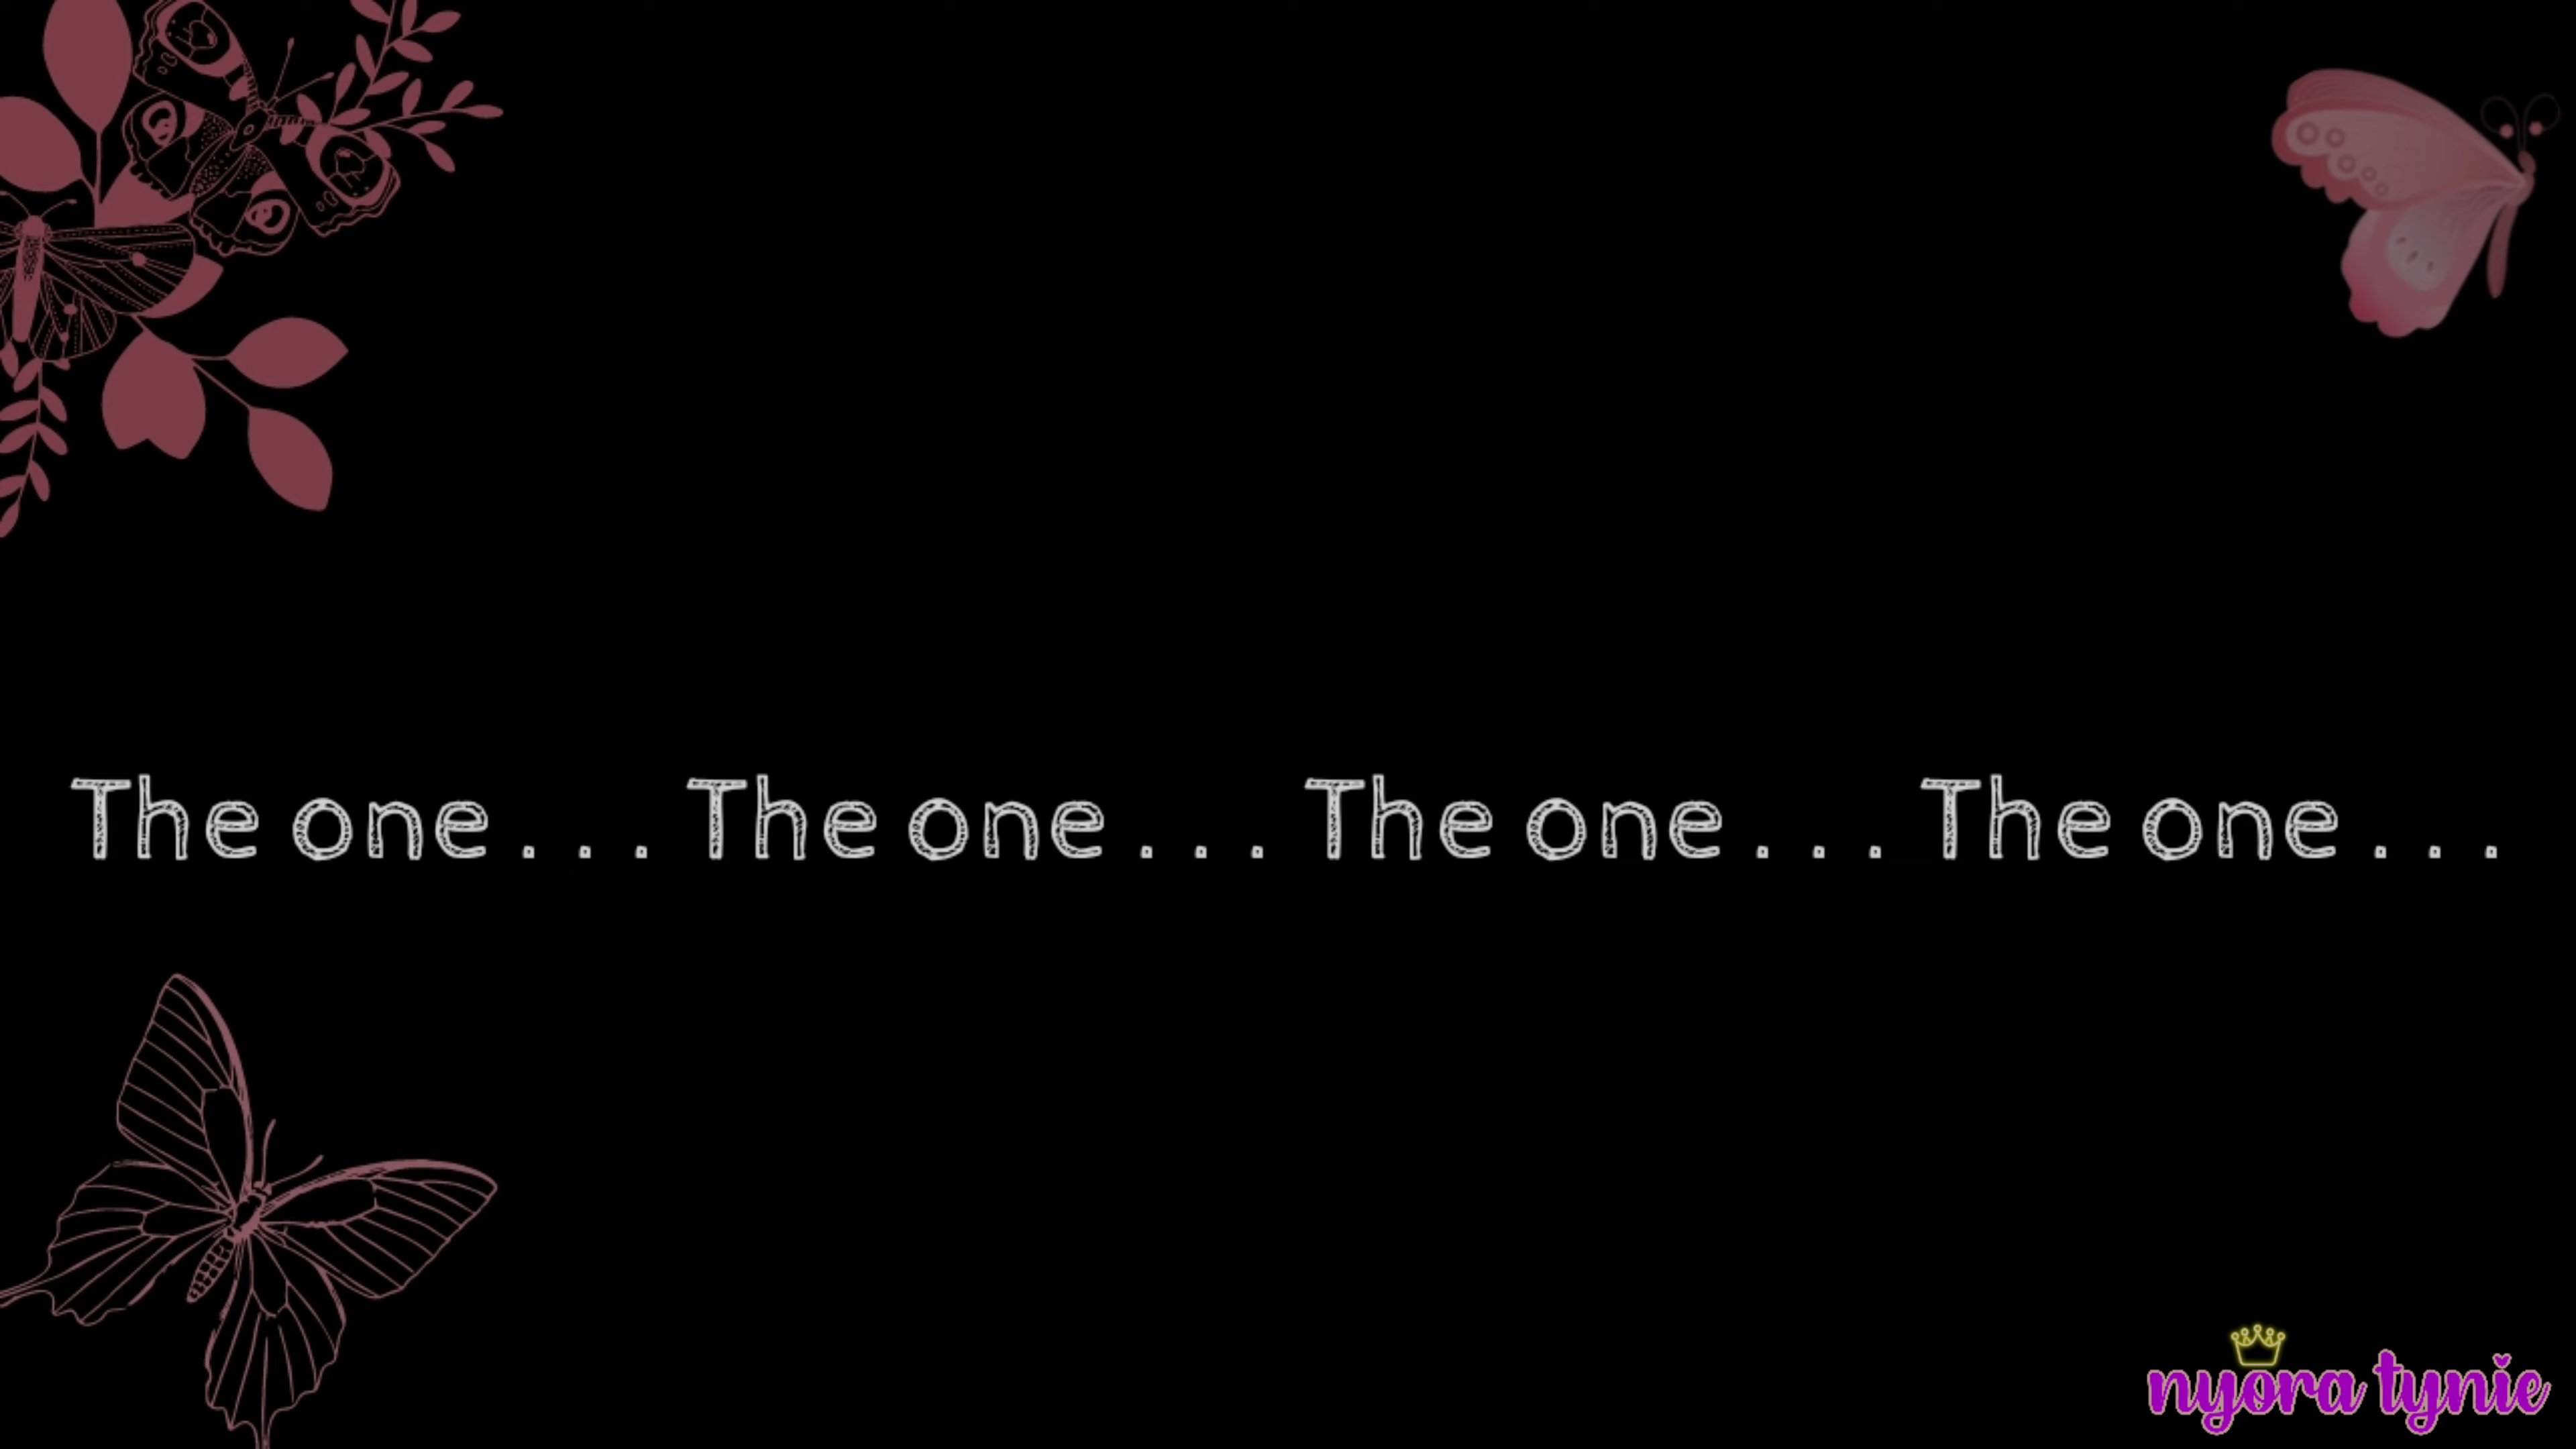 The one . . . The one . . . The one . . . The one . . .
nyora tynie